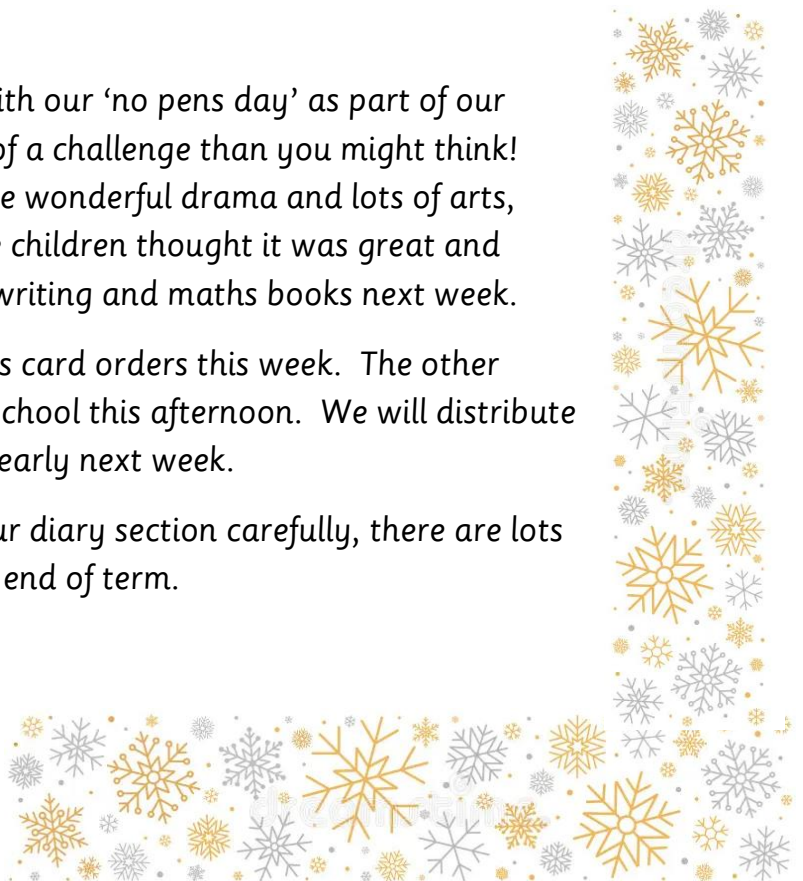 ith our ‘no pens day’ as part of our
of a challenge than you might think!
e wonderful drama and lots of arts,
e children thought it was great and
writing and maths books next week.
s card orders this week.  The other
chool this afternoon.  We will distribute
early next week.
ur diary section carefully, there are lots
end of term.
dreamstime